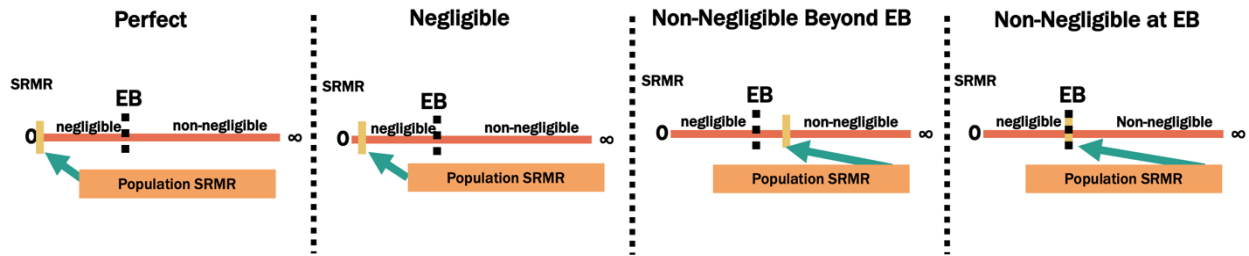 Perfect
SRMR
EB
negligible
non-negligible
0
∞
Population SRMR
Negligible
SRMR
EB
negligible
non-negligible
0
∞
Population SRMR
Non-Negligible Beyond EB
SRMR
EB
negligible
non-negligible
0
∞
Population SRMR
Non-Negligible at EB
SRMR
EB
negligible
Non-negligible
0
∞
Population SRMR